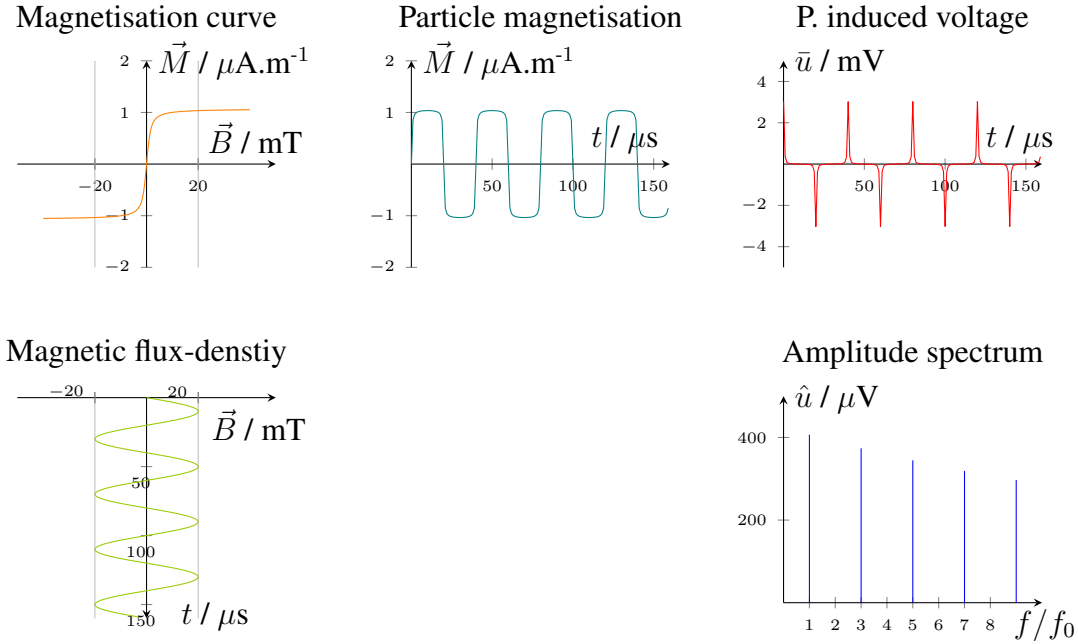 Magnetisation curve
M⃗ / μA.m-1
2
1
B⃗ / mT
−20
20
−1
−2
Particle magnetisation
M⃗ / μA.m-1
2
1
t / μs
50
100
150
−1
−2
P. induced voltage
ū / mV
4
2
t / μs
50
100
150
−2
−4
Magnetic flux-denstiy
−20
20
B⃗ / mT
50
100
150
t / μs
Amplitude spectrum
û / μV
400
200
1 2 3 4 5 6 7 8
f/f0